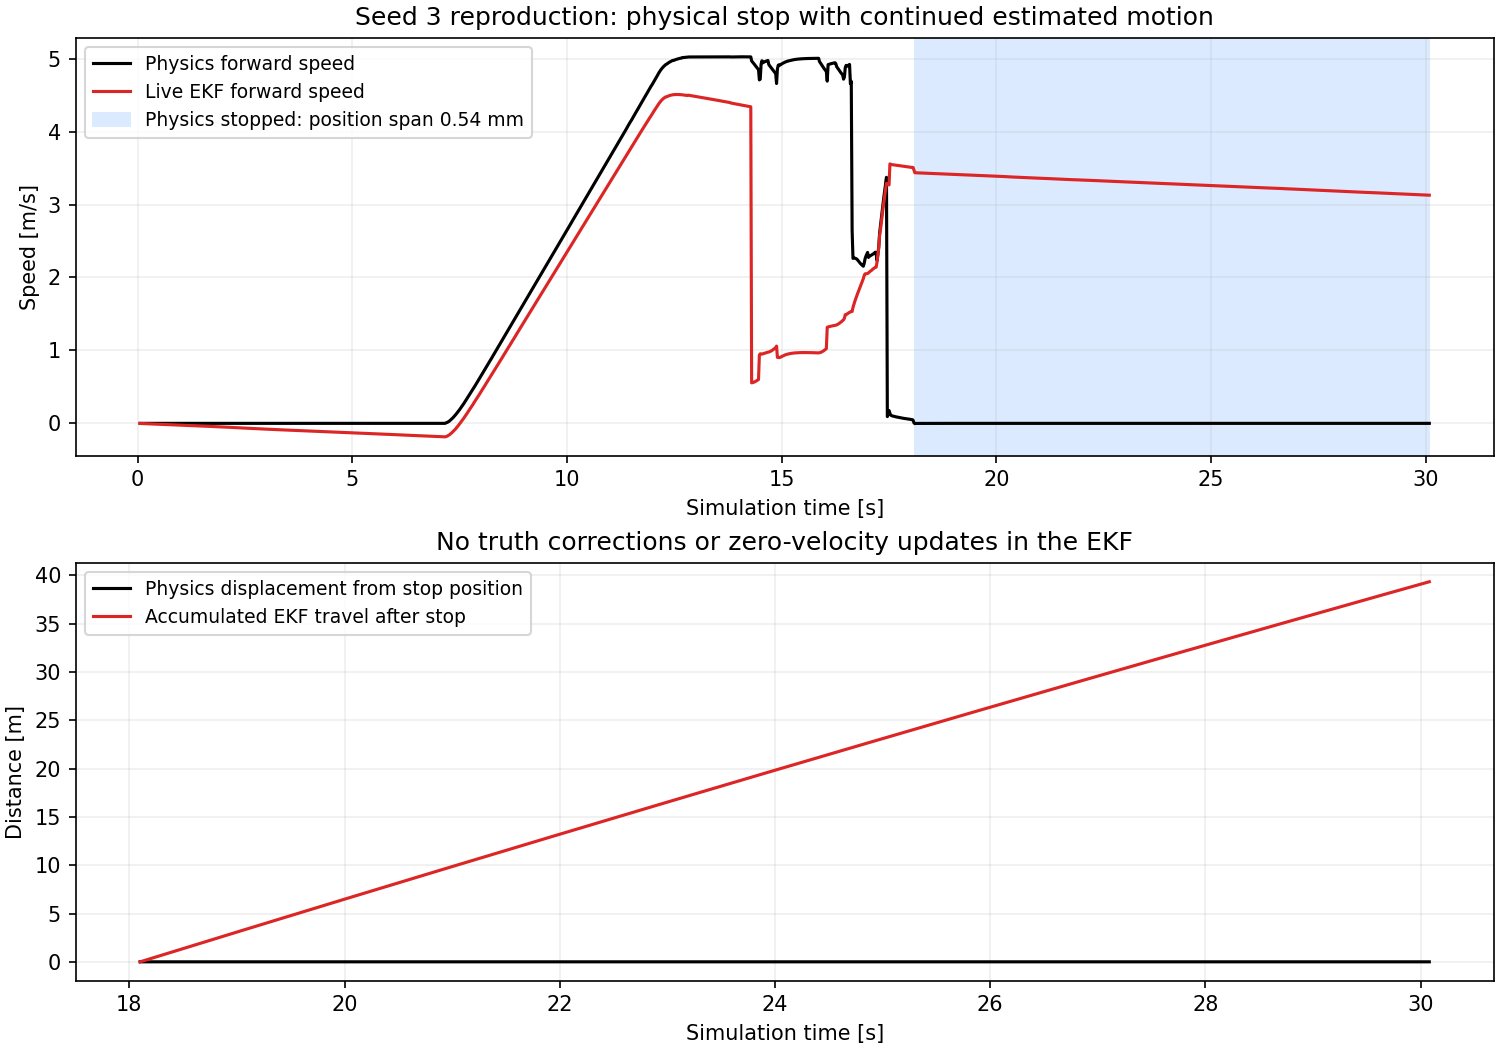 Seed 3 reproduction: physical stop with continued estimated motion
Physics forward speed
Live EKF forward speed
Physics stopped: position span 0.54 mm
Speed [m/s]
5
4
3
2
1
0
0 5 10 15 20 25 30
Simulation time [s]
No truth corrections or zero-velocity updates in the EKF
Physics displacement from stop position
Accumulated EKF travel after stop
Distance [m]
40
35
30
25
20
15
10
5
0
18 20 22 24 26 28 30
Simulation time [s]